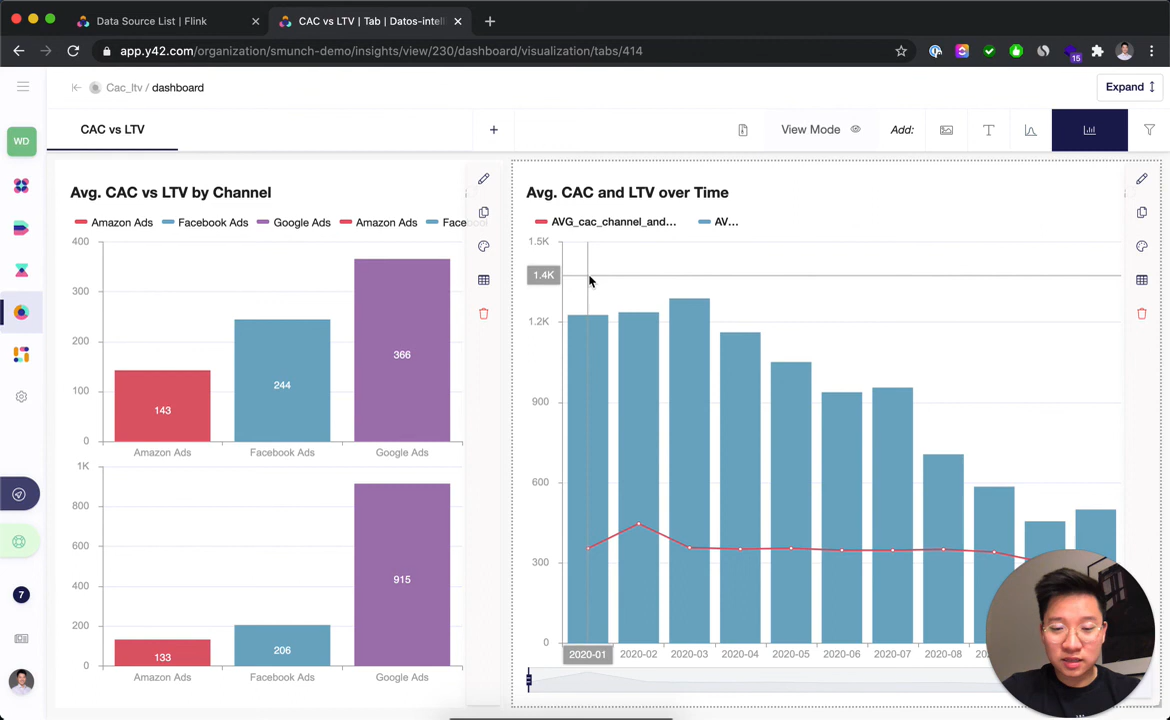 Data Source List | Flink
CAC vs LTV | Tab | Datos-intel
app.y42.com/organization/smunch-demo/insights/view/230/dashboard/visualization/tabs/414
15
Cac_ltv / dashboard
Expand
WD
CAC vs LTV
View Mode
Add:
Avg. CAC vs LTV by Channel
Amazon Ads
Facebook Ads
Google Ads
Amazon Ads
Facebook
400
300
200
100
0
143
244
366
Amazon Ads
Facebook Ads
Google Ads
1K
800
600
400
200
0
133
206
915
Amazon Ads
Facebook Ads
Google Ads
Avg. CAC and LTV over Time
AVG_cac_channel_and...
AV...
1.5K
1.4K
1.2K
900
600
300
0
2020-01
2020-02
2020-03
2020-04
2020-05
2020-06
2020-07
2020-08
20
7